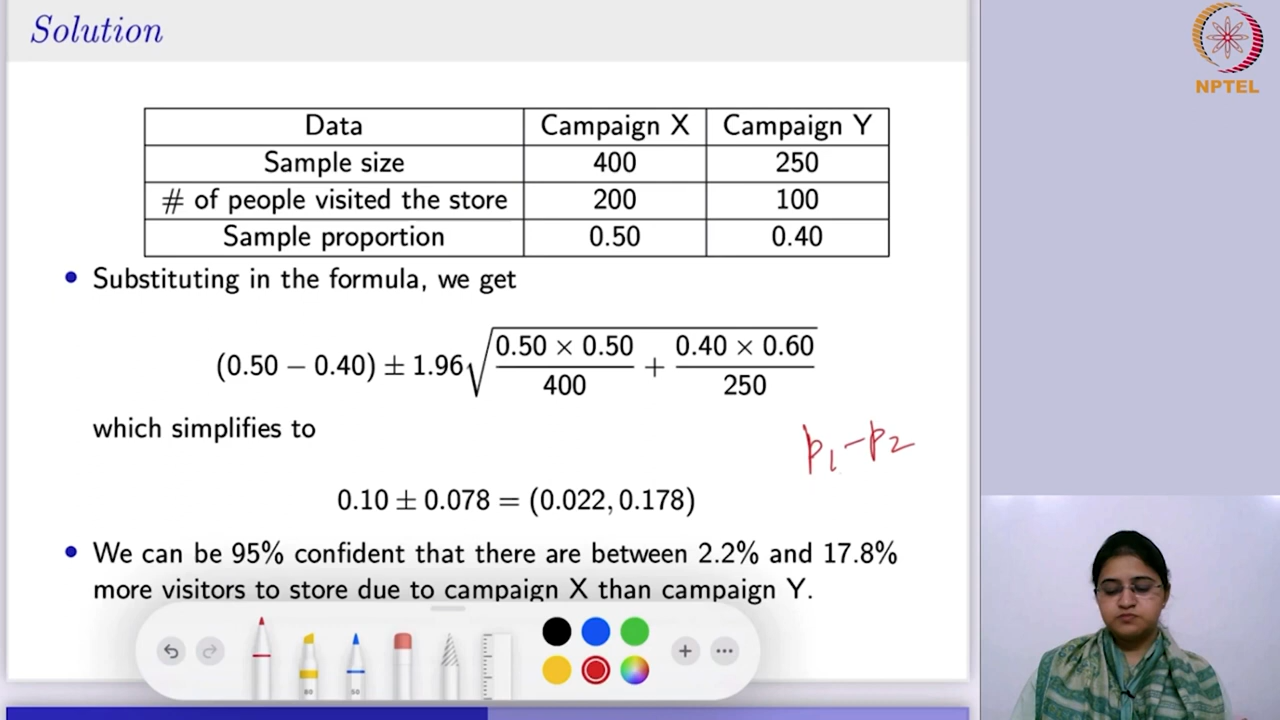 Solution
NPTEL
Data Campaign X Campaign Y
Sample size 400 250
# of people visited the store 200 100
Sample proportion 0.50 0.40
• Substituting in the formula, we get
(0.50 − 0.40) ± 1.96√(0.50 × 0.50 / 400 + 0.40 × 0.60 / 250)
which simplifies to
p₁−p₂
0.10 ± 0.078 = (0.022, 0.178)
• We can be 95% confident that there are between 2.2% and 17.8%
more visitors to store due to campaign X than campaign Y.
80 60